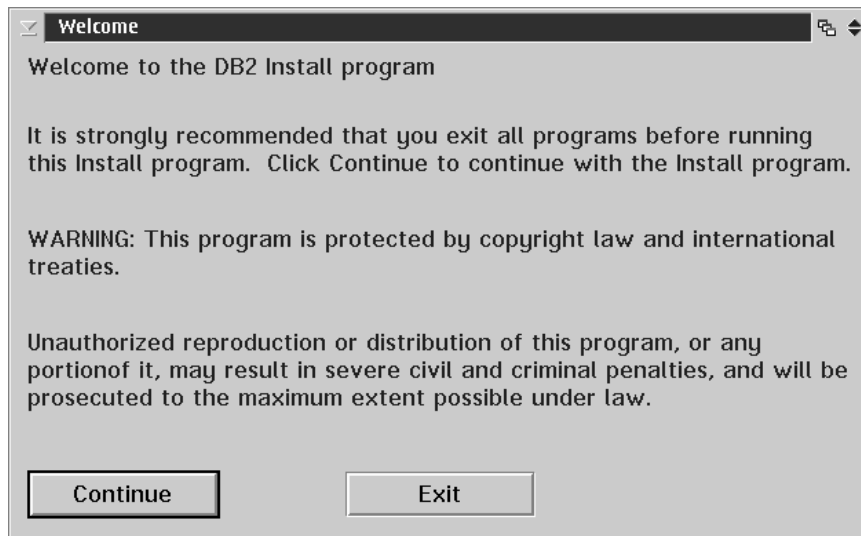 Welcome
Welcome to the DB2 Install program
It is strongly recommended that you exit all programs before running
this Install program.  Click Continue to continue with the Install program.
WARNING: This program is protected by copyright law and international
treaties.
Unauthorized reproduction or distribution of this program, or any
portionof it, may result in severe civil and criminal penalties, and will be
prosecuted to the maximum extent possible under law.
Continue
Exit